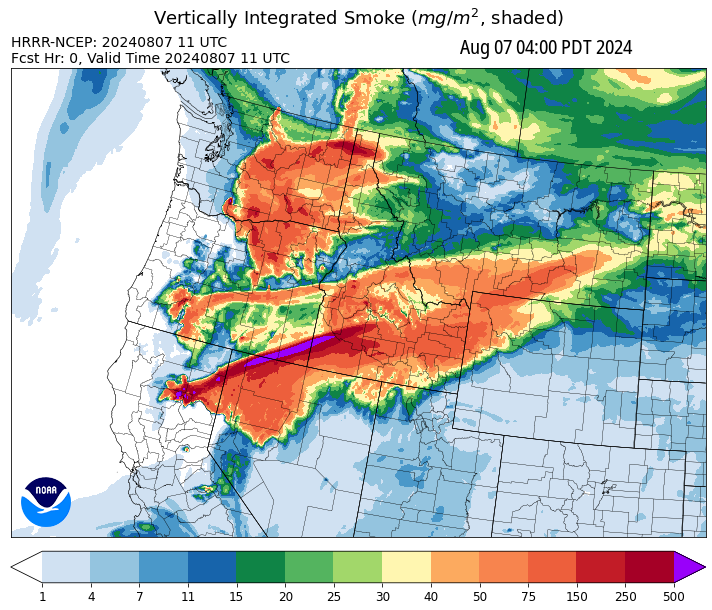 Vertically Integrated Smoke (mg/m², shaded)
HRRR-NCEP: 20240807 11 UTC
Fcst Hr: 0, Valid Time 20240807 11 UTC
Aug 07 04:00 PDT 2024
NOAA
1 4 7 11 15 20 25 30 40 50 75 150 250 500